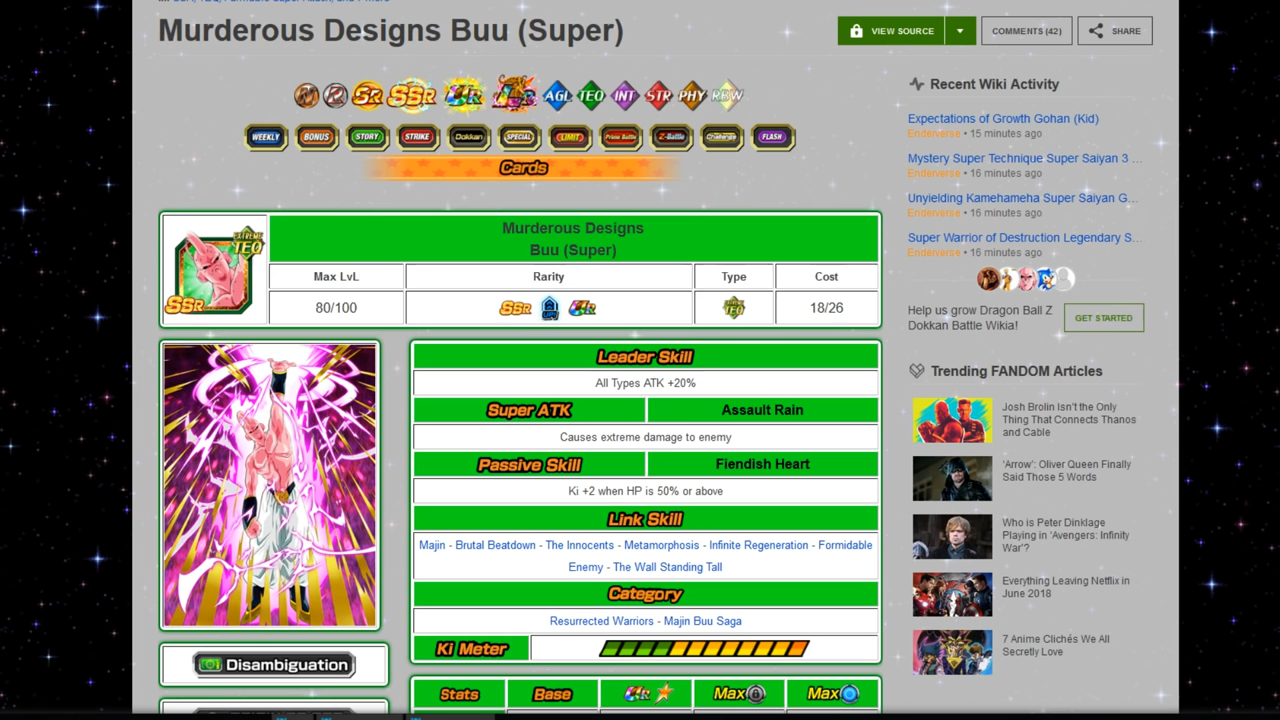 Murderous Designs Buu (Super)
VIEW SOURCE
COMMENTS (42)
SHARE
N R SR SSR UR LR AGL TEQ INT STR PHY RBW
WEEKLY BONUS STORY STRIKE Dokkan SPECIAL LIMIT Prime Battle Z-Battle Challenge FLASH
Cards
EXTREME
TEQ
SSR
Murderous Designs
Buu (Super)
Max LvL Rarity Type Cost
80/100 SSR UP! UR 18/26
Leader Skill
All Types ATK +20%
Super ATK Assault Rain
Causes extreme damage to enemy
Passive Skill Fiendish Heart
Ki +2 when HP is 50% or above
Link Skill
Majin - Brutal Beatdown - The Innocents - Metamorphosis - Infinite Regeneration - Formidable
Enemy - The Wall Standing Tall
Category
Resurrected Warriors - Majin Buu Saga
Ki Meter
Disambiguation
Stats Base UR Max Max
Recent Wiki Activity
Expectations of Growth Gohan (Kid)
Enderverse • 15 minutes ago
Mystery Super Technique Super Saiyan 3 ...
Enderverse • 16 minutes ago
Unyielding Kamehameha Super Saiyan G...
Enderverse • 16 minutes ago
Super Warrior of Destruction Legendary S...
Enderverse • 16 minutes ago
Help us grow Dragon Ball Z
Dokkan Battle Wikia!
GET STARTED
Trending FANDOM Articles
Josh Brolin Isn't the Only
Thing That Connects Thanos
and Cable
'Arrow': Oliver Queen Finally
Said Those 5 Words
Who is Peter Dinklage
Playing in 'Avengers: Infinity
War'?
Everything Leaving Netflix in
June 2018
7 Anime Clichés We All
Secretly Love